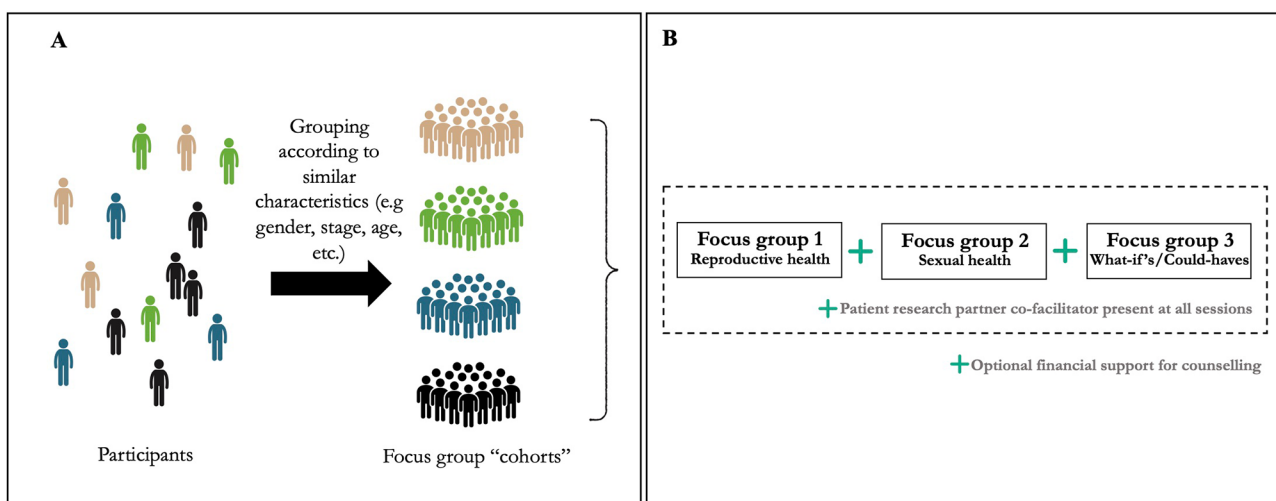 A
Grouping
according to
similar
characteristics (e.g
gender, stage, age,
etc.)
Participants
Focus group “cohorts”
B
Focus group 1
Reproductive health
Focus group 2
Sexual health
Focus group 3
What-if’s/Could-haves
Patient research partner co-facilitator present at all sessions
Optional financial support for counselling